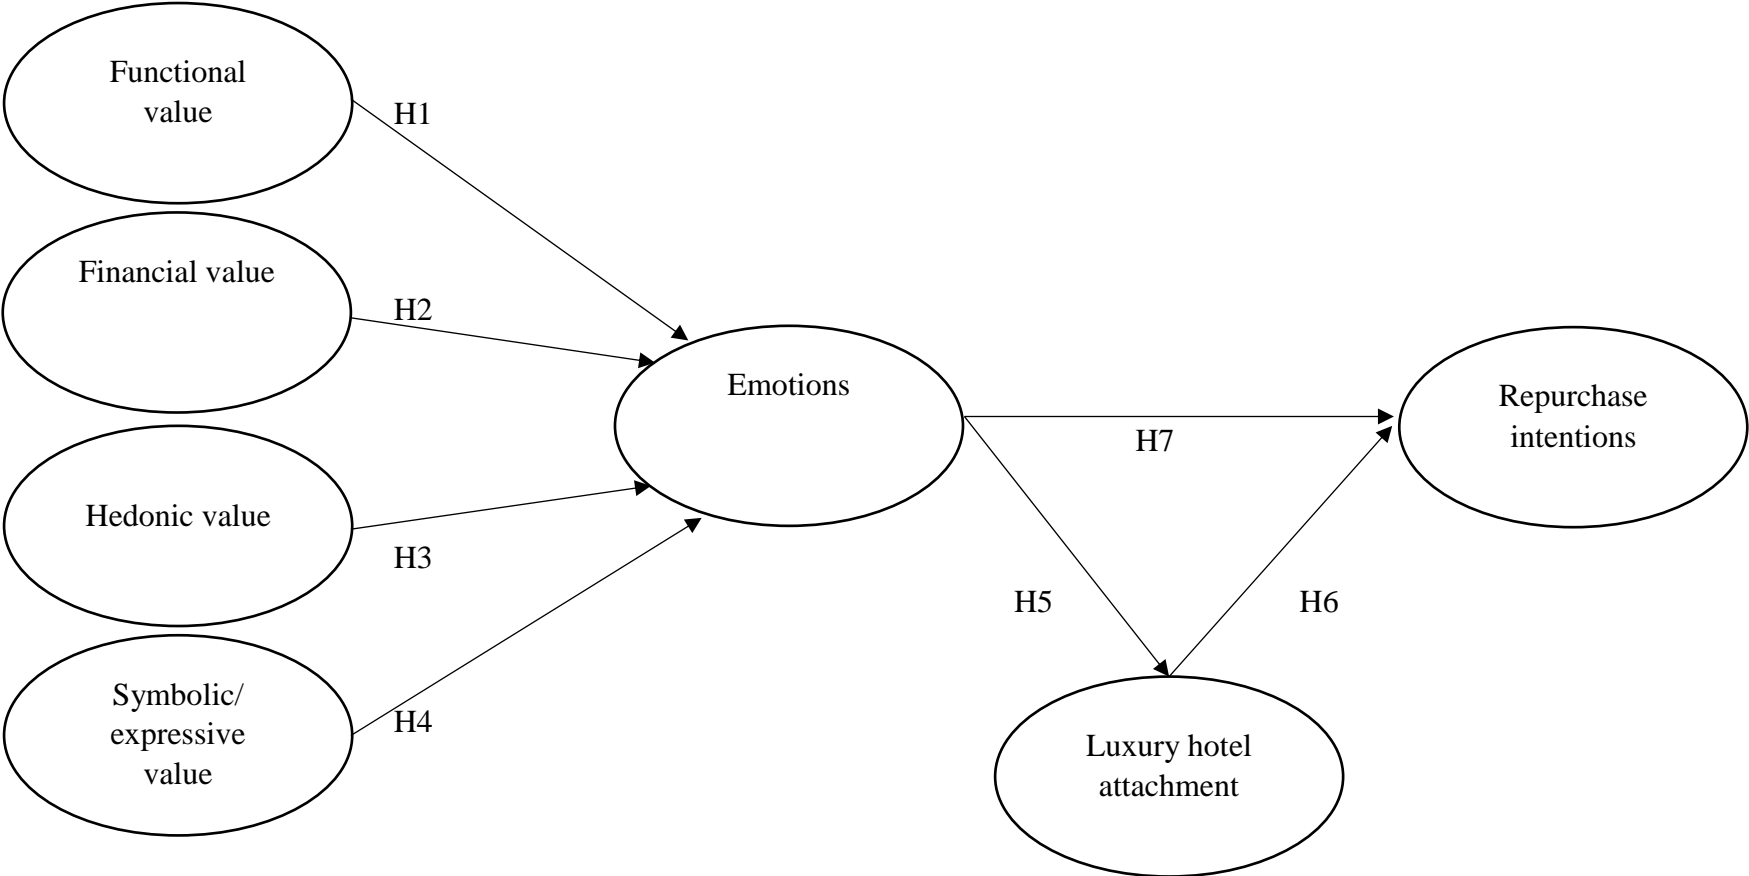 Functional
value
H1
Financial value
H2
Hedonic value
H3
Symbolic/
expressive
value
H4
Emotions
H7
H5
H6
Repurchase
intentions
Luxury hotel
attachment